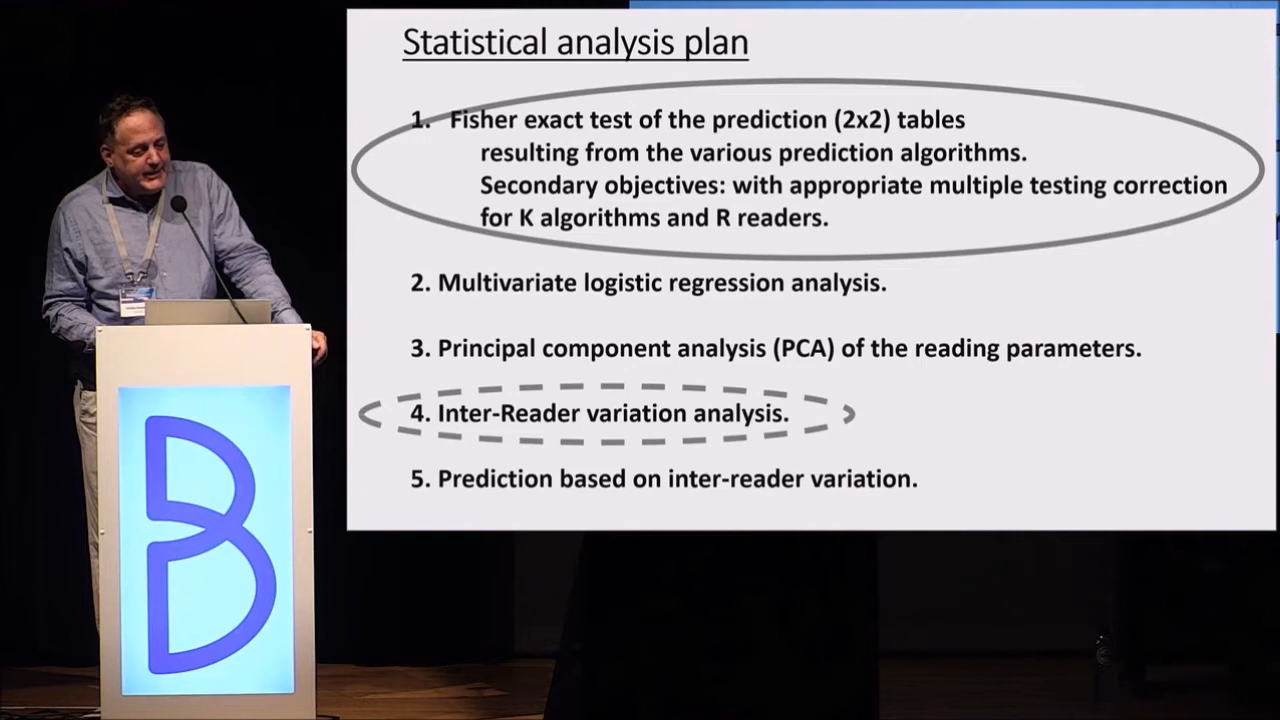 Statistical analysis plan
1. Fisher exact test of the prediction (2x2) tables
resulting from the various prediction algorithms.
Secondary objectives: with appropriate multiple testing correction
for K algorithms and R readers.
2. Multivariate logistic regression analysis.
3. Principal component analysis (PCA) of the reading parameters.
4. Inter-Reader variation analysis.
5. Prediction based on inter-reader variation.
B